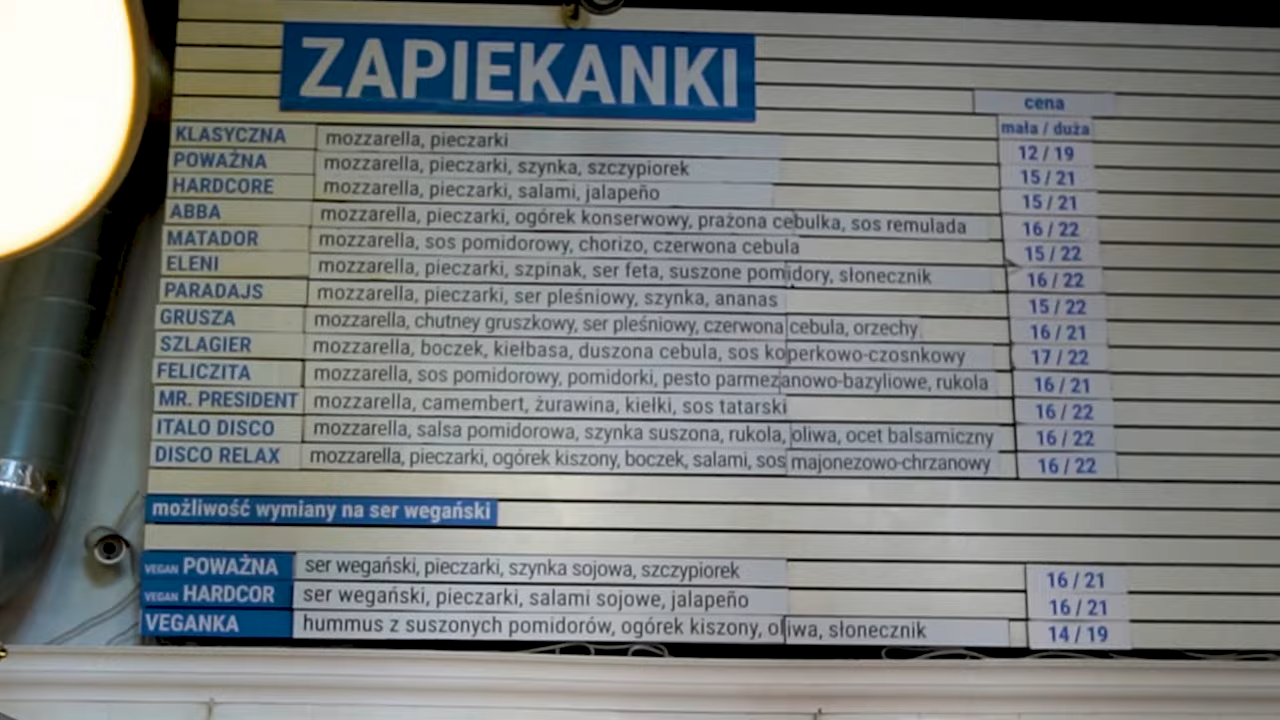 ZAPIEKANKI
cena
mała / duża
KLASYCZNA mozzarella, pieczarki 12 / 19
POWAŻNA mozzarella, pieczarki, szynka, szczypiorek 15 / 21
HARDCORE mozzarella, pieczarki, salami, jalapeño 15 / 21
ABBA mozzarella, pieczarki, ogórek konserwowy, prażona cebulka, sos remulada 16 / 22
MATADOR mozzarella, sos pomidorowy, chorizo, czerwona cebula 15 / 22
ELENI mozzarella, pieczarki, szpinak, ser feta, suszone pomidory, słonecznik 16 / 22
PARADAJS mozzarella, pieczarki, ser pleśniowy, szynka, ananas 15 / 22
GRUSZA mozzarella, chutney gruszkowy, ser pleśniowy, czerwona cebula, orzechy 16 / 21
SZLAGIER mozzarella, boczek, kiełbasa, duszona cebula, sos koperkowo-czosnkowy 17 / 22
FELICZITA mozzarella, sos pomidorowy, pomidorki, pesto parmezanowo-bazyliowe, rukola 16 / 21
MR. PRESIDENT mozzarella, camembert, żurawina, kiełki, sos tatarski 16 / 22
ITALO DISCO mozzarella, salsa pomidorowa, szynka suszona, rukola, oliwa, ocet balsamiczny 16 / 22
DISCO RELAX mozzarella, pieczarki, ogórek kiszony, boczek, salami, sos majonezowo-chrzanowy 16 / 22
możliwość wymiany na ser wegański
VEGAN POWAŻNA ser wegański, pieczarki, szynka sojowa, szczypiorek 16 / 21
VEGAN HARDCOR ser wegański, pieczarki, salami sojowe, jalapeño 16 / 21
VEGANKA hummus z suszonych pomidorów, ogórek kiszony, oliwa, słonecznik 14 / 19